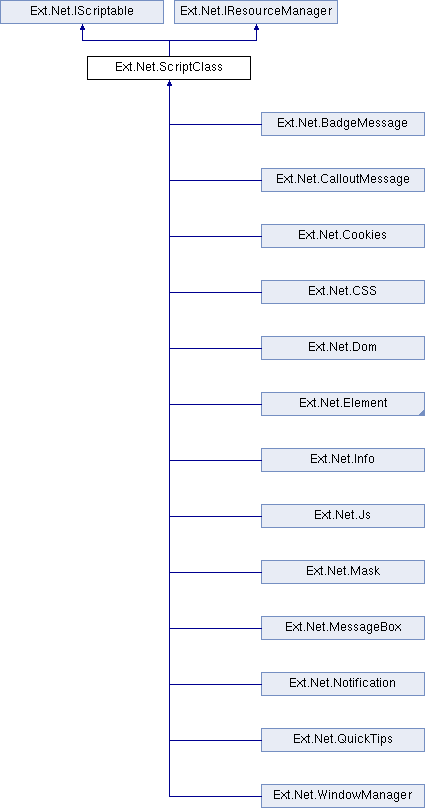 Ext.Net.IScriptable
Ext.Net.IResourceManager
Ext.Net.ScriptClass
Ext.Net.BadgeMessage
Ext.Net.CalloutMessage
Ext.Net.Cookies
Ext.Net.CSS
Ext.Net.Dom
Ext.Net.Element
Ext.Net.Info
Ext.Net.Js
Ext.Net.Mask
Ext.Net.MessageBox
Ext.Net.Notification
Ext.Net.QuickTips
Ext.Net.WindowManager